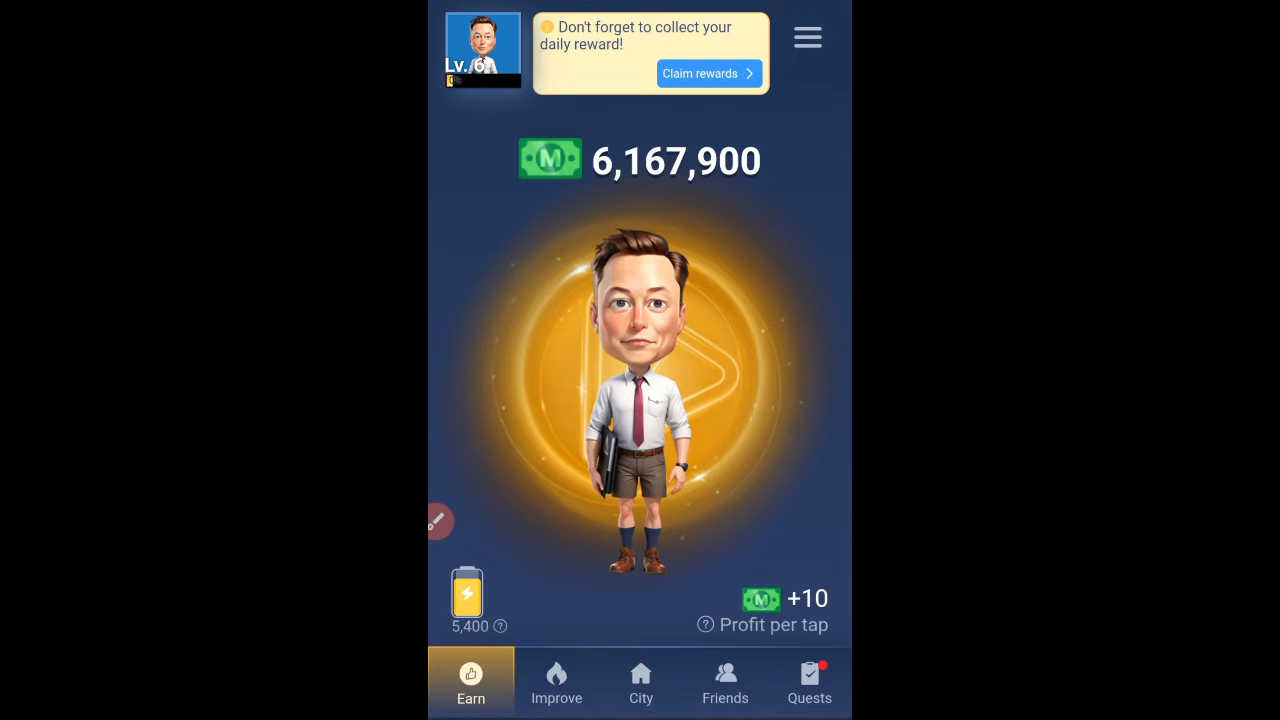 Don't forget to collect your
daily reward!
Claim rewards
Lv. 6
M 6,167,900
M +10
5,400 ?
? Profit per tap
Earn
Improve
City
Friends
Quests